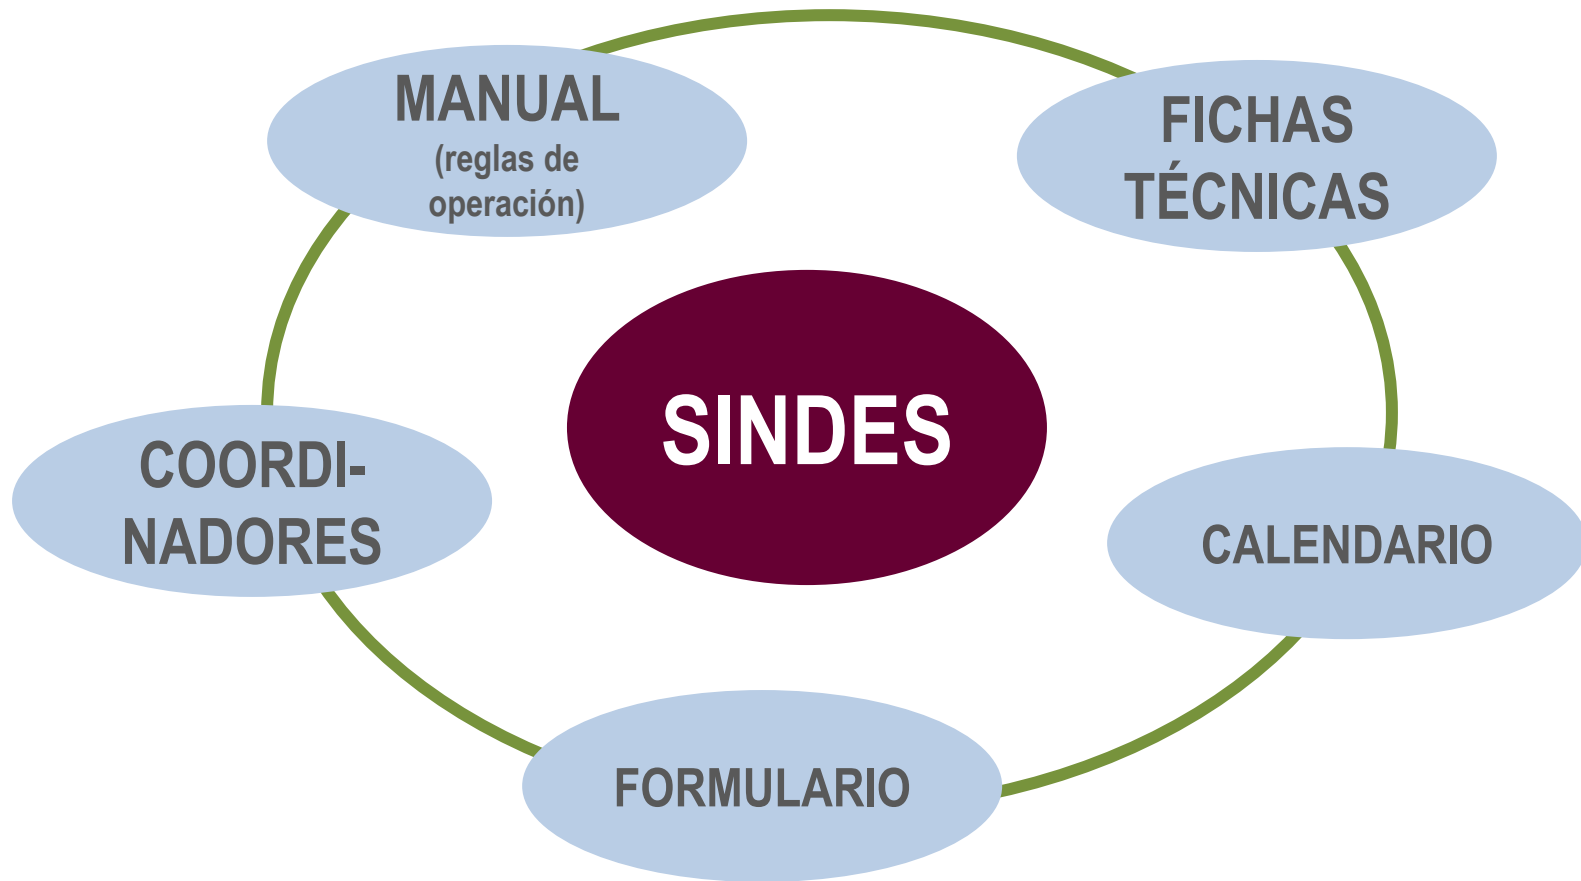 MANUAL
(reglas de
operación)
FICHAS
TÉCNICAS
SINDES
COORDI-
NADORES
CALENDARIO
FORMULARIO